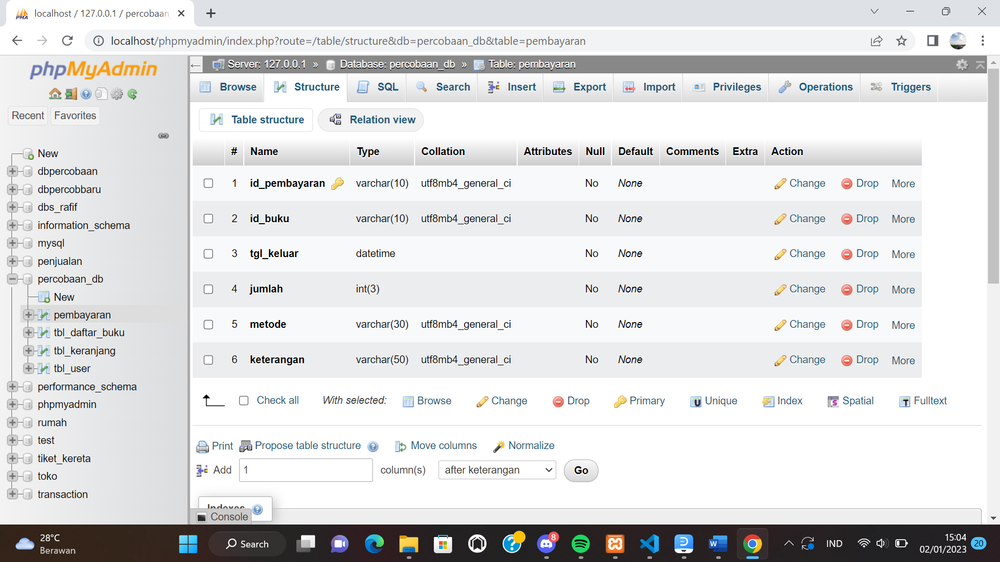 localhost / 127.0.0.1 / percobaan_
localhost/phpmyadmin/index.php?route=/table/structure&db=percobaan_db&table=pembayaran
phpMyAdmin
Recent Favorites
New
dbpercobaan
dbpercobbaru
dbs_rafif
information_schema
mysql
penjualan
percobaan_db
New
pembayaran
tbl_daftar_buku
tbl_keranjang
tbl_user
performance_schema
phpmyadmin
rumah
test
tiket_kereta
toko
transaction
Server: 127.0.0.1 » Database: percobaan_db » Table: pembayaran
Browse Structure SQL Search Insert Export Import Privileges Operations Triggers
Table structure Relation view
# Name Type Collation Attributes Null Default Comments Extra Action
1 id_pembayaran varchar(10) utf8mb4_general_ci No None Change Drop More
2 id_buku varchar(10) utf8mb4_general_ci No None Change Drop More
3 tgl_keluar datetime No None Change Drop More
4 jumlah int(3) No None Change Drop More
5 metode varchar(30) utf8mb4_general_ci No None Change Drop More
6 keterangan varchar(50) utf8mb4_general_ci No None Change Drop More
Check all With selected: Browse Change Drop Primary Unique Index Spatial Fulltext
Print Propose table structure Move columns Normalize
Add 1 column(s) after keterangan Go
Indexes
Console
28°C
Berawan
Search
8
IND
15:04
02/01/2023
20